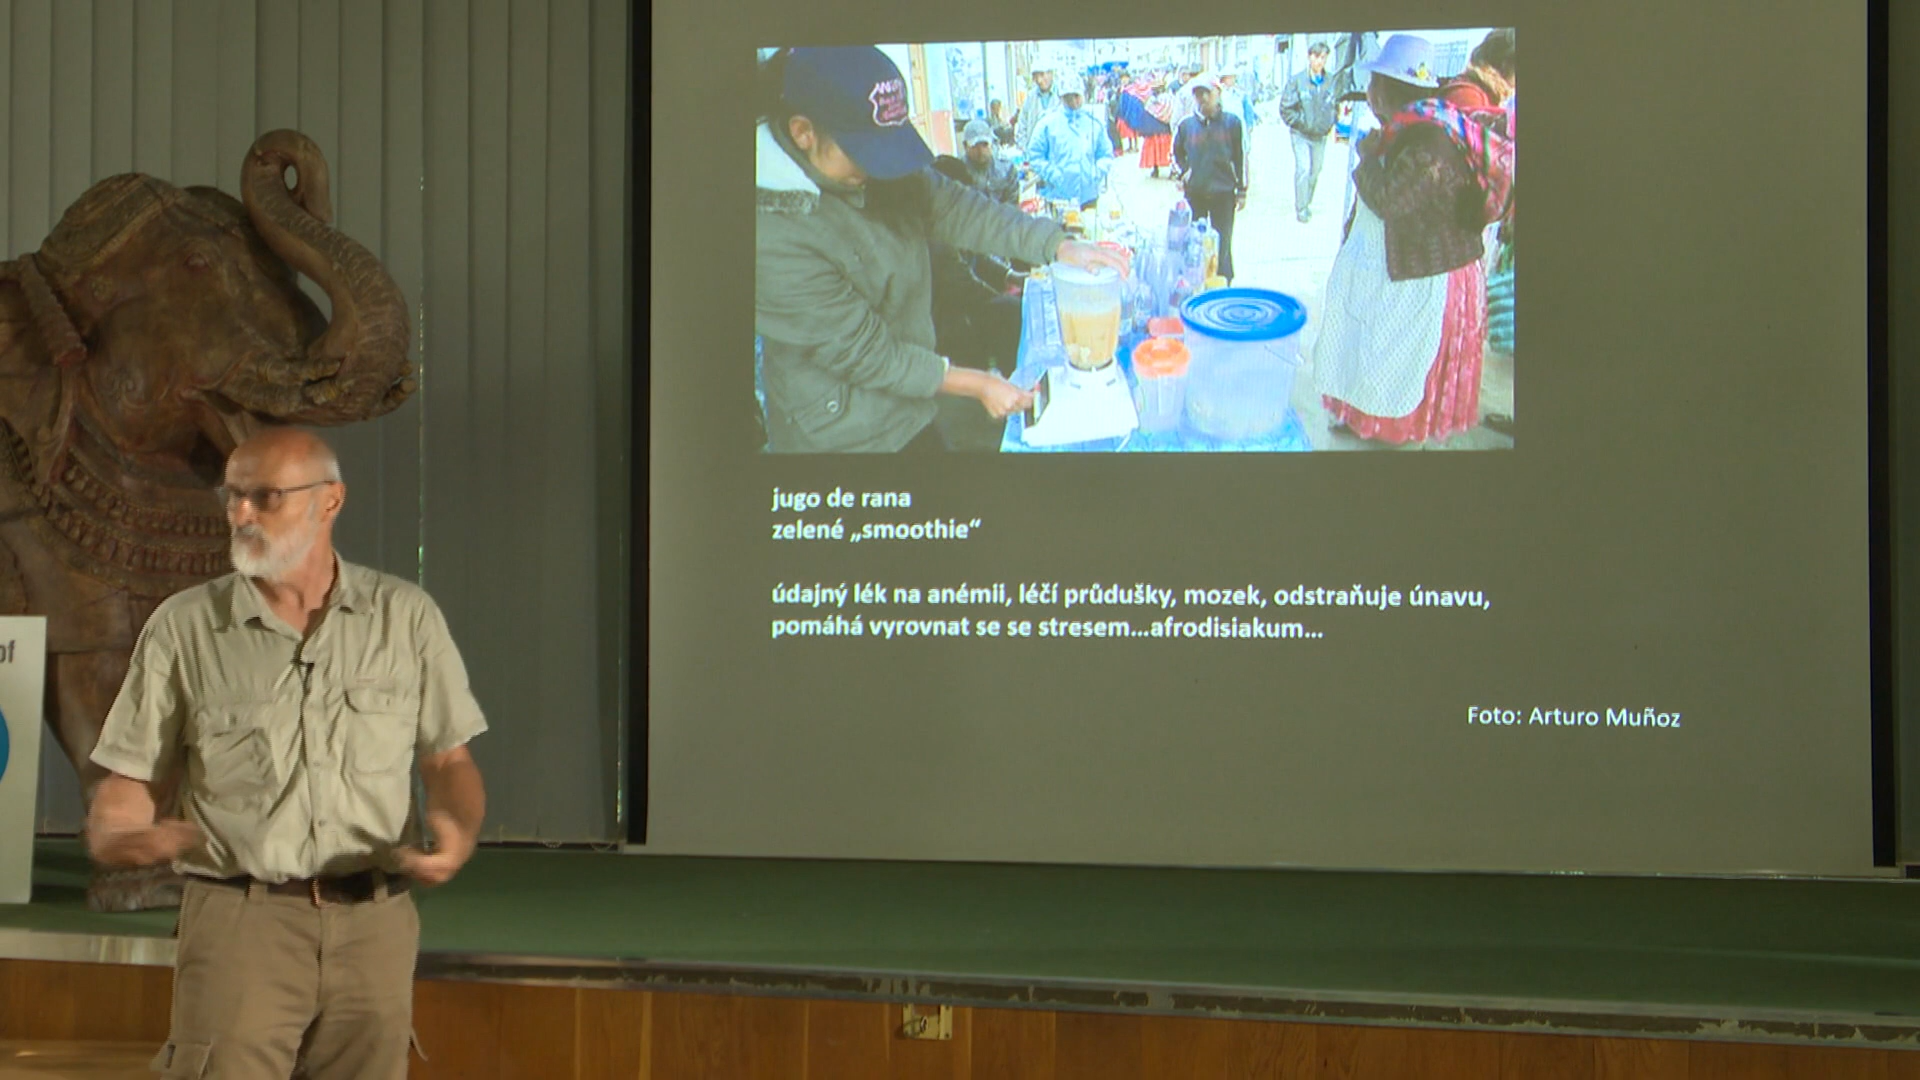 jugo de rana
zelené „smoothie“
údajný lék na anémii, léčí průdušky, mozek, odstraňuje únavu,
pomáhá vyrovnat se se stresem...afrodisiakum...
Foto: Arturo Muñoz
of